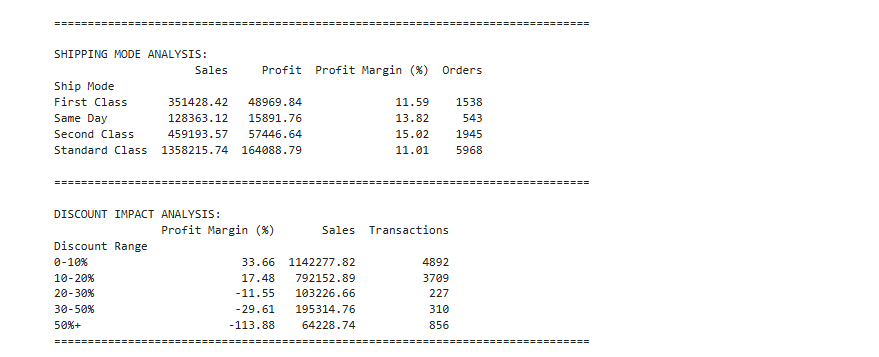 ================================================================================
SHIPPING MODE ANALYSIS:
Sales Profit Profit Margin (%) Orders
Ship Mode
First Class 351428.42 48969.84 11.59 1538
Same Day 128363.12 15891.76 13.82 543
Second Class 459193.57 57446.64 15.02 1945
Standard Class 1358215.74 164088.79 11.01 5968
================================================================================
DISCOUNT IMPACT ANALYSIS:
Profit Margin (%) Sales Transactions
Discount Range
0-10% 33.66 1142277.82 4892
10-20% 17.48 792152.89 3709
20-30% -11.55 103226.66 227
30-50% -29.61 195314.76 310
50%+ -113.88 64228.74 856
================================================================================